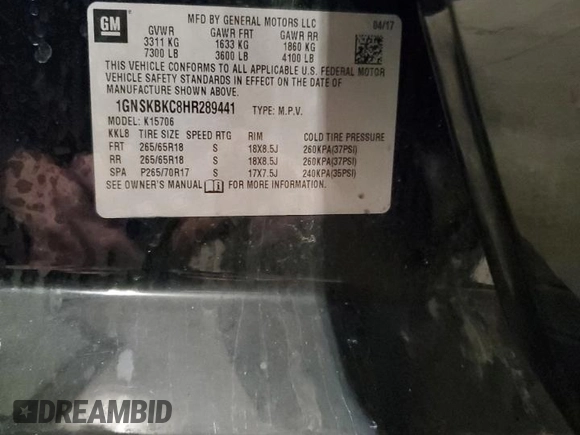 GM
MFD BY GENERAL MOTORS LLC
04/17
GVWR GAWR FRT GAWR RR
3311 KG 1633 KG 1860 KG
7300 LB 3600 LB 4100 LB
THIS VEHICLE CONFORMS TO ALL APPLICABLE U.S. FEDERAL MOTOR
VEHICLE SAFETY STANDARDS IN EFFECT ON THE DATE OF
MANUFACTURE SHOWN ABOVE.
1GNSKBKC8HR289441 TYPE: M.P.V.
MODEL: K15706
KKL8 TIRE SIZE SPEED RTG RIM COLD TIRE PRESSURE
FRT 265/65R18 S 18X8.5J 260KPA(37PSI)
RR 265/65R18 S 18X8.5J 260KPA(37PSI)
SPA P265/70R17 S 17X7.5J 240KPA(35PSI)
SEE OWNER'S MANUAL FOR MORE INFORMATION.
DREAMBID